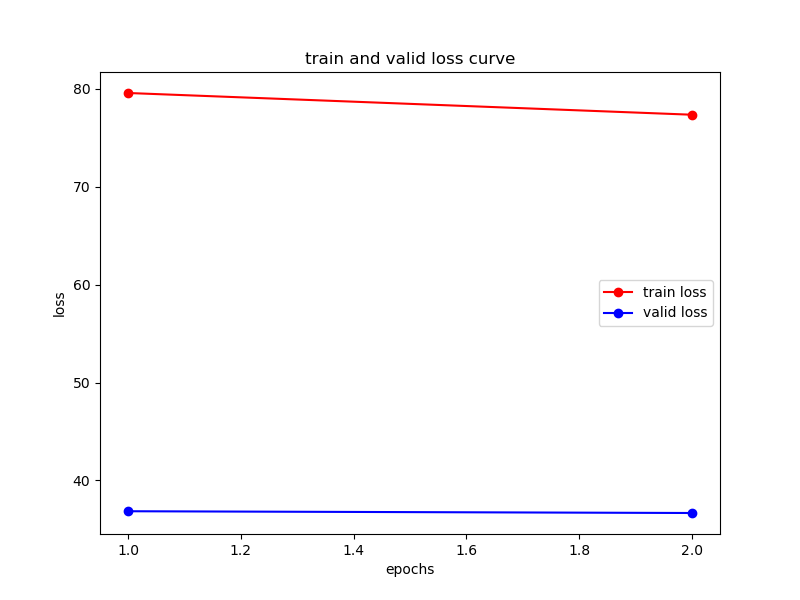 train and valid loss curve
80
70
60
50
40
loss
train loss
valid loss
1.0 1.2 1.4 1.6 1.8 2.0
epochs